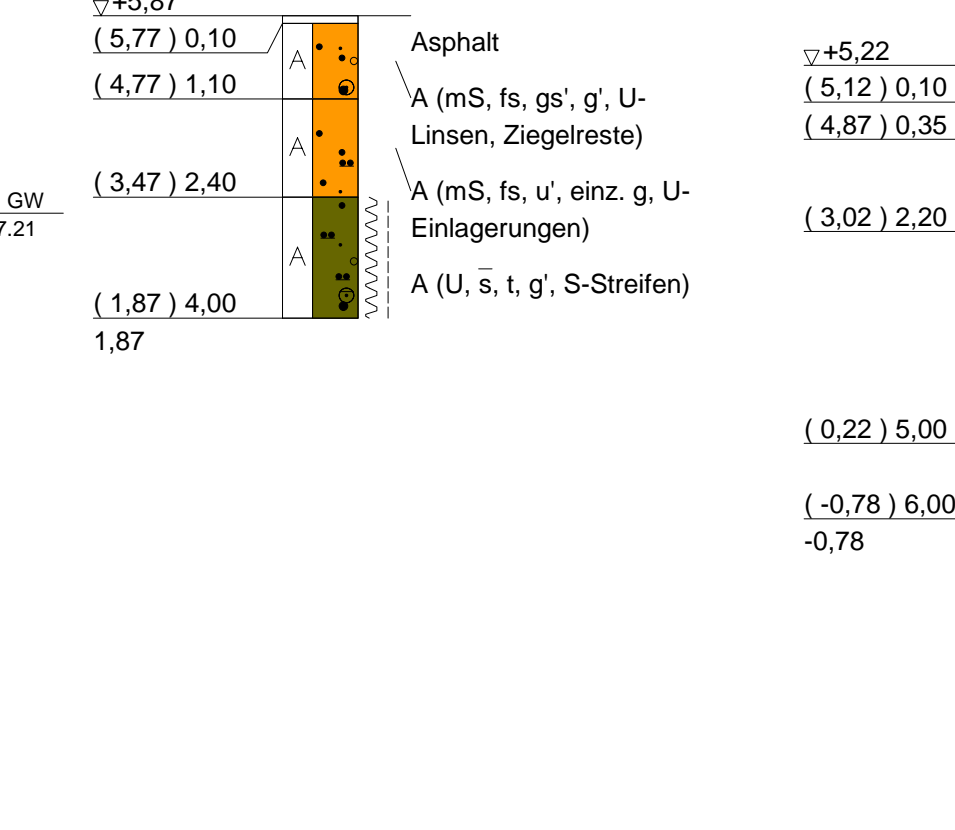 +5,87
( 5,77 ) 0,10
( 4,77 ) 1,10
( 3,47 ) 2,40
( 1,87 ) 4,00
1,87
GW
7.21
A
A
A
Asphalt
A (mS, fs, gs', g', U-
Linsen, Ziegelreste)
A (mS, fs, u', einz. g, U-
Einlagerungen)
A (U, s̅, t, g', S-Streifen)
+5,22
( 5,12 ) 0,10
( 4,87 ) 0,35
( 3,02 ) 2,20
( 0,22 ) 5,00
( -0,78 ) 6,00
-0,78